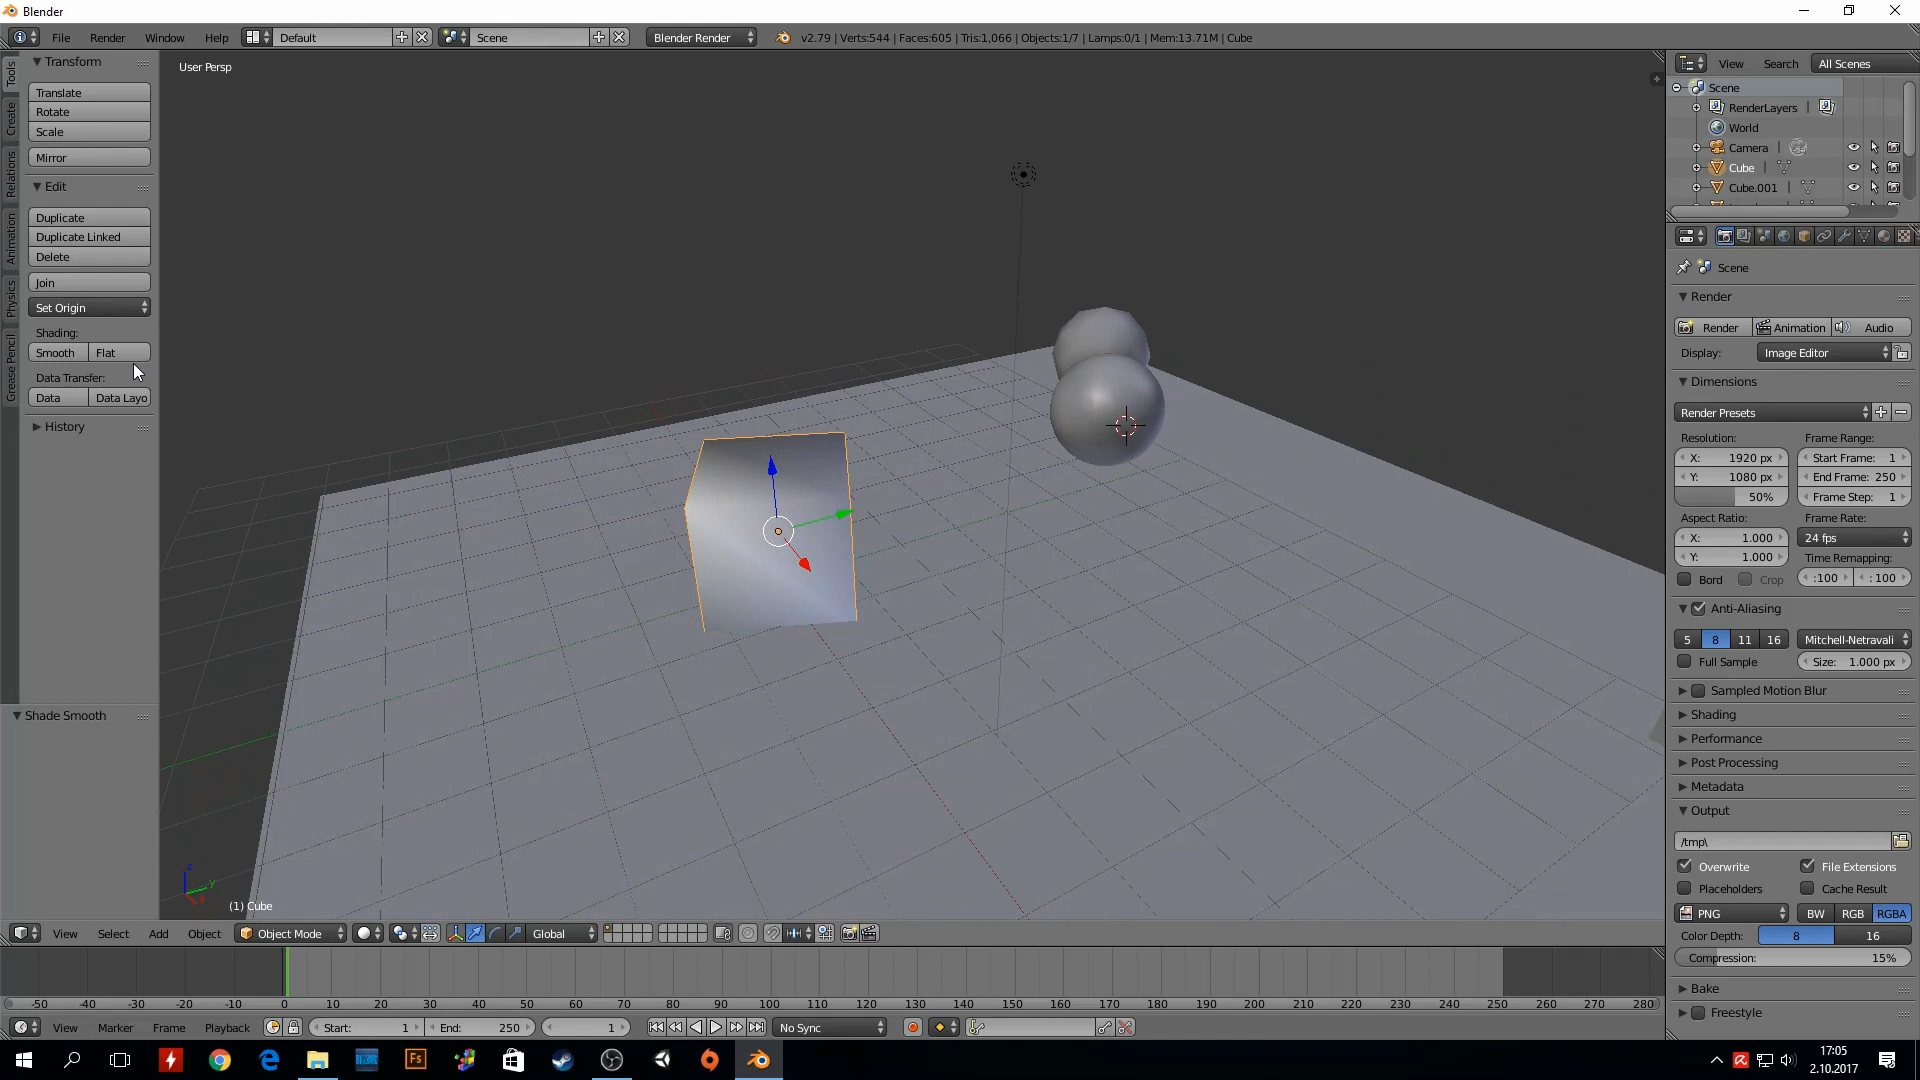 Blender
File Render Window Help Default Scene Blender Render v2.79 | Verts:544 | Faces:605 | Tris:1,066 | Objects:1/7 | Lamps:0/1 | Mem:13.71M | Cube
Tools
Create
Relations
Animation
Physics
Grease Pencil
Transform
Translate
Rotate
Scale
Mirror
Edit
Duplicate
Duplicate Linked
Delete
Join
Set Origin
Shading:
Smooth Flat
Data Transfer:
Data Data Layo
History
Shade Smooth
User Persp
z
y
x
(1) Cube
View Search All Scenes
Scene
RenderLayers |
World
Camera |
Cube |
Cube.001 |
Scene
Render
Render Animation Audio
Display: Image Editor
Dimensions
Render Presets
Resolution: Frame Range:
X: 1920 px Start Frame: 1
Y: 1080 px End Frame: 250
50% Frame Step: 1
Aspect Ratio: Frame Rate:
X: 1.000 24 fps
Y: 1.000 Time Remapping:
Bord Crop :100 : 100
Anti-Aliasing
5 8 11 16 Mitchell-Netravali
Full Sample Size: 1.000 px
Sampled Motion Blur
Shading
Performance
Post Processing
Metadata
Output
/tmp\
Overwrite File Extensions
Placeholders Cache Result
PNG BW RGB RGBA
Color Depth: 8 16
Compression: 15%
Bake
Freestyle
View Select Add Object Object Mode Global
-50 -40 -30 -20 -10 0 10 20 30 40 50 60 70 80 90 100 110 120 130 140 150 160 170 180 190 200 210 220 230 240 250 260 270 280
View Marker Frame Playback Start: 1 End: 250 1 No Sync
Fs
17:05
2.10.2017